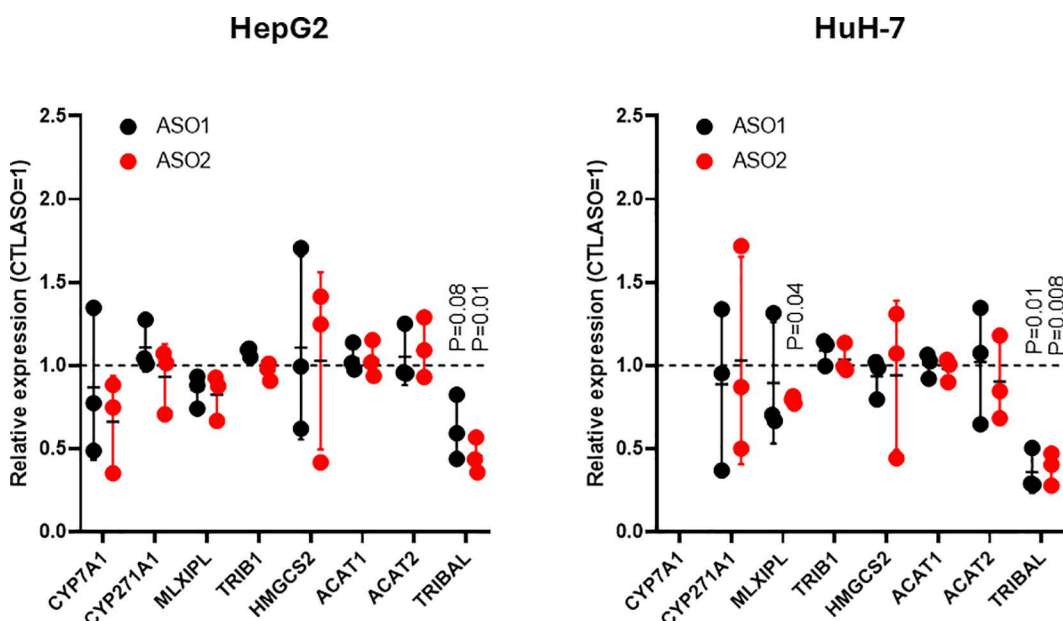 HepG2
Relative expression (CTLASO=1)
2.5
2.0
1.5
1.0
0.5
0.0
ASO1
ASO2
P=0.08
P=0.01
CYP7A1
CYP271A1
MLXIPL
TRIB1
HMGCS2
ACAT1
ACAT2
TRIBAL
HuH-7
Relative expression (CTLASO=1)
2.5
2.0
1.5
1.0
0.5
0.0
ASO1
ASO2
P=0.04
P=0.01
P=0.008
CYP7A1
CYP271A1
MLXIPL
TRIB1
HMGCS2
ACAT1
ACAT2
TRIBAL